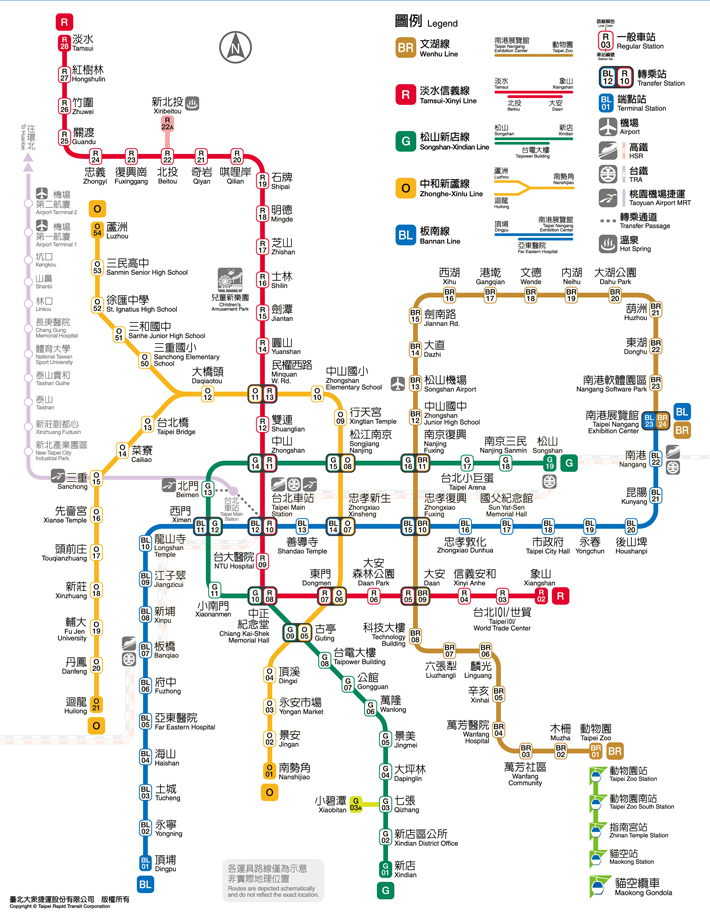 圖例 Legend
BR 文湖線
Wenhu Line
南港展覽館
Taipei Nangang
Exhibition Center
動物園
Taipei Zoo
R 淡水信義線
Tamsui-Xinyi Line
淡水
Tamsui
象山
Xiangshan
北投
Beitou
大安
Daan
G 松山新店線
Songshan-Xindian Line
松山
Songshan
新店
Xindian
台電大樓
Taipower Building
O 中和新蘆線
Zhonghe-Xinlu Line
蘆洲
Luzhou
南勢角
Nanshijiao
迴龍
Huilong
BL 板南線
Bannan Line
頂埔
Dingpu
南港展覽館
Taipei Nangang
Exhibition Center
亞東醫院
Far Eastern Hospital
路線顏色
Line Color
R 03
車站編號
Station No.
一般車站
Regular Station
BL 12 R 10
轉乘站
Transfer Station
BL 01
端點站
Terminal Station
機場
Airport
高鐵
HSR
台鐵
TRA
桃園機場捷運
Taoyuan Airport MRT
轉乘通道
Transfer Passage
溫泉
Hot Spring
R
R 28 淡水
Tamsui
R 27 紅樹林
Hongshulin
R 26 竹圍
Zhuwei
R 25 關渡
Guandu
R 24 忠義
Zhongyi
R 23 復興崗
Fuxinggang
新北投
Xinbeitou
R 22A
R 22 北投
Beitou
R 21 奇岩
Qiyan
R 20 唭哩岸
Qilian
R 19 石牌
Shipai
R 18 明德
Mingde
R 17 芝山
Zhishan
R 16 士林
Shilin
兒童新樂園
Children's
Amusement Park
R 15 劍潭
Jiantan
R 14 圓山
Yuanshan
O 11 R 13 民權西路
Minquan
W. Rd.
R 12 雙連
Shuanglian
G 14 R 11 中山
Zhongshan
BL 12 R 10 台北車站
Taipei Main
Station
R 09 台大醫院
NTU Hospital
G 10 R 08 中正
紀念堂
Chiang Kai-Shek
Memorial Hall
R 07 O 06 東門
Dongmen
R 06 大安
森林公園
Daan Park
R 05 BR 09 大安
Daan
R 04 信義安和
Xinyi Anhe
R 03 台北101/世貿
Taipei 101/
World Trade Center
R 02 象山
Xiangshan
R
往環北
To Huanbei
機場
第二航廈
Airport Terminal 2
機場
第一航廈
Airport Terminal 1
坑口
Kengkou
山鼻
Shanbi
林口
Linkou
長庚醫院
Chang Gung
Memorial Hospital
體育大學
National Taiwan
Sport University
泰山貴和
Taishan Guihe
泰山
Taishan
新莊副都心
Xinzhuang Fuduxin
新北產業園區
New Taipei City
Industrial Park
台北
車站
Taipei Main
Station
O
O 54 蘆洲
Luzhou
O 53 三民高中
Sanmin Senior High School
O 52 徐匯中學
St. Ignatius High School
O 51 三和國中
Sanhe Junior High School
O 50 三重國小
Sanchong Elementary
School
O 12 大橋頭
Daqiaotou
O 13 台北橋
Taipei Bridge
O 14 菜寮
Cailiao
O 15 三重
Sanchong
O 16 先嗇宮
Xianse Temple
O 17 頭前庄
Touqianzhuang
O 18 新莊
Xinzhuang
O 19 輔大
Fu Jen
University
O 20 丹鳳
Danfeng
O 21 迴龍
Huilong
O
O 10 中山國小
Zhongshan
Elementary School
O 09 行天宮
Xingtian Temple
G 15 O 08 松江南京
Songjiang
Nanjing
BL 14 O 07 忠孝新生
Zhongxiao
Xinsheng
G 09 O 05 古亭
Guting
O 04 頂溪
Dingxi
O 03 永安市場
Yongan Market
O 02 景安
Jingan
O 01 南勢角
Nanshijiao
O
G 19 松山
Songshan
G
G 18 南京三民
Nanjing Sanmin
G 17 台北小巨蛋
Taipei Arena
G 16 BR 11 南京復興
Nanjing
Fuxing
G 13 北門
Beimen
BL 11 G 12 西門
Ximen
G 11 小南門
Xiaonanmen
G 08 台電大樓
Taipower Building
G 07 公館
Gongguan
G 06 萬隆
Wanlong
G 05 景美
Jingmei
G 04 大坪林
Dapinglin
G 03 七張
Qizhang
小碧潭
Xiaobitan
G 03A
G 02 新店區公所
Xindian District Office
G 01 新店
Xindian
G
BR 16 西湖
Xihu
BR 17 港墘
Gangqian
BR 18 文德
Wende
BR 19 內湖
Neihu
BR 20 大湖公園
Dahu Park
BR 21 葫洲
Huzhou
BR 22 東湖
Donghu
BR 23 南港軟體園區
Nangang Software Park
BL 23 BR 24 南港展覽館
Taipei Nangang
Exhibition Center
BL
BR
BR 15 劍南路
Jiannan Rd.
BR 14 大直
Dazhi
BR 13 松山機場
Songshan Airport
BR 12 中山國中
Zhongshan
Junior High School
BL 15 BR 10 忠孝復興
Zhongxiao
Fuxing
BR 08 科技大樓
Technology
Building
BR 07 六張犁
Liuzhangli
BR 06 麟光
Linguang
BR 05 辛亥
Xinhai
BR 04 萬芳醫院
Wanfang
Hospital
BR 03 萬芳社區
Wanfang
Community
BR 02 木柵
Muzha
BR 01 動物園
Taipei Zoo
BR
BL 22 南港
Nangang
BL 21 昆陽
Kunyang
BL 20 後山埤
Houshanpi
BL 19 永春
Yongchun
BL 18 市政府
Taipei City Hall
BL 17 國父紀念館
Sun Yat-Sen
Memorial Hall
BL 16 忠孝敦化
Zhongxiao Dunhua
BL 13 善導寺
Shandao Temple
BL 10 龍山寺
Longshan
Temple
BL 09 江子翠
Jiangzicui
BL 08 新埔
Xinpu
BL 07 板橋
Banqiao
BL 06 府中
Fuzhong
BL 05 亞東醫院
Far Eastern Hospital
BL 04 海山
Haishan
BL 03 土城
Tucheng
BL 02 永寧
Yongning
BL 01 頂埔
Dingpu
BL
動物園站
Taipei Zoo Station
動物園南站
Taipei Zoo South Station
指南宮站
Zhinan Temple Station
貓空站
Maokong Station
貓空纜車
Maokong Gondola
各運具路線僅為示意
非實際地理位置
Routes are depicted schematically
and do not reflect the exact location.
臺北大眾捷運股份有限公司 版權所有
Copyright © Taipei Rapid Transit Corporation